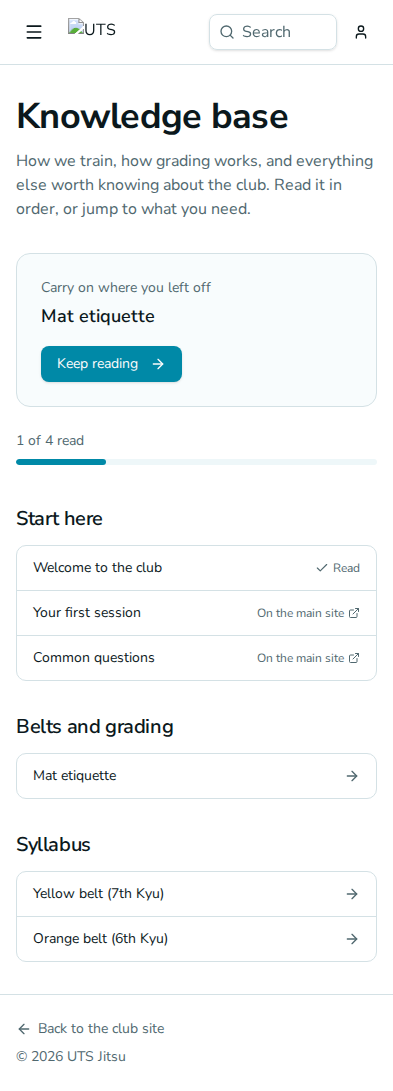 UTS
Search
Knowledge base
How we train, how grading works, and everything
else worth knowing about the club. Read it in
order, or jump to what you need.
Carry on where you left off
Mat etiquette
Keep reading
1 of 4 read
Start here
Welcome to the club
Read
Your first session
On the main site
Common questions
On the main site
Belts and grading
Mat etiquette
Syllabus
Yellow belt (7th Kyu)
Orange belt (6th Kyu)
Back to the club site
© 2026 UTS Jitsu